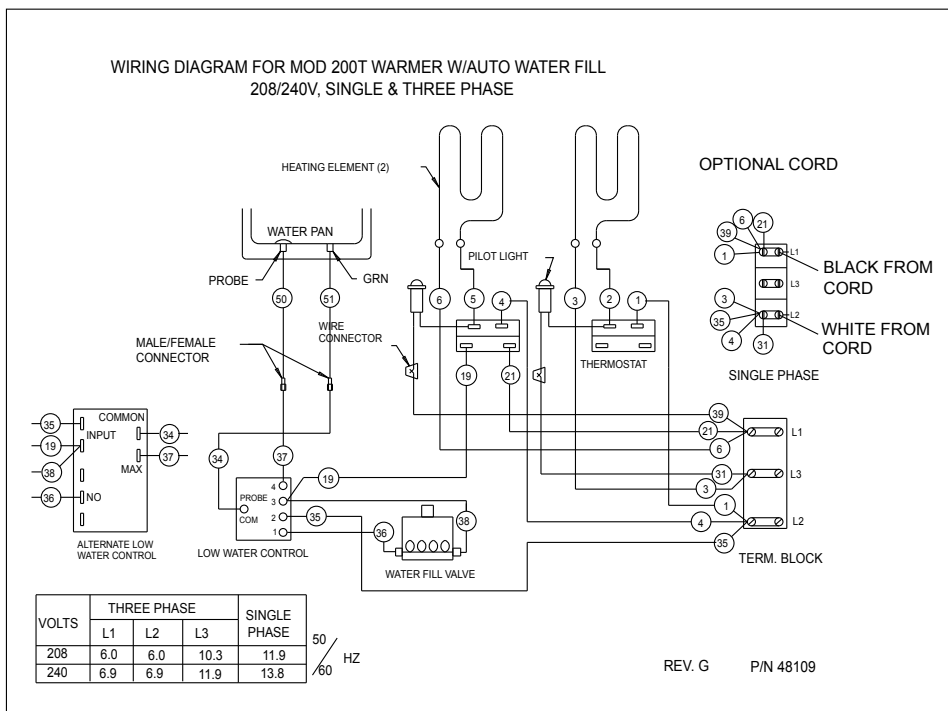 WIRING DIAGRAM FOR MOD 200T WARMER W/AUTO WATER FILL
208/240V, SINGLE & THREE PHASE
HEATING ELEMENT (2)
OPTIONAL CORD
WATER PAN
PROBE
GRN
PILOT LIGHT
6
21
39
1
L1
BLACK FROM
CORD
L3
3
35
4
31
L2
WHITE FROM
CORD
SINGLE PHASE
50
51
6
5
4
3
2
1
WIRE
CONNECTOR
MALE/FEMALE
CONNECTOR
THERMOSTAT
19
21
39
21
6
L1
31
3
L3
1
4
35
L2
TERM. BLOCK
35
19
38
36
COMMON
INPUT
MAX
NO
34
37
ALTERNATE LOW
WATER CONTROL
34
37
19
4
PROBE
3
COM
2
1
35
36
38
LOW WATER CONTROL
WATER FILL VALVE
VOLTS THREE PHASE SINGLE
PHASE
L1 L2 L3
208 6.0 6.0 10.3 11.9
240 6.9 6.9 11.9 13.8
50/60 HZ
REV. G P/N 48109